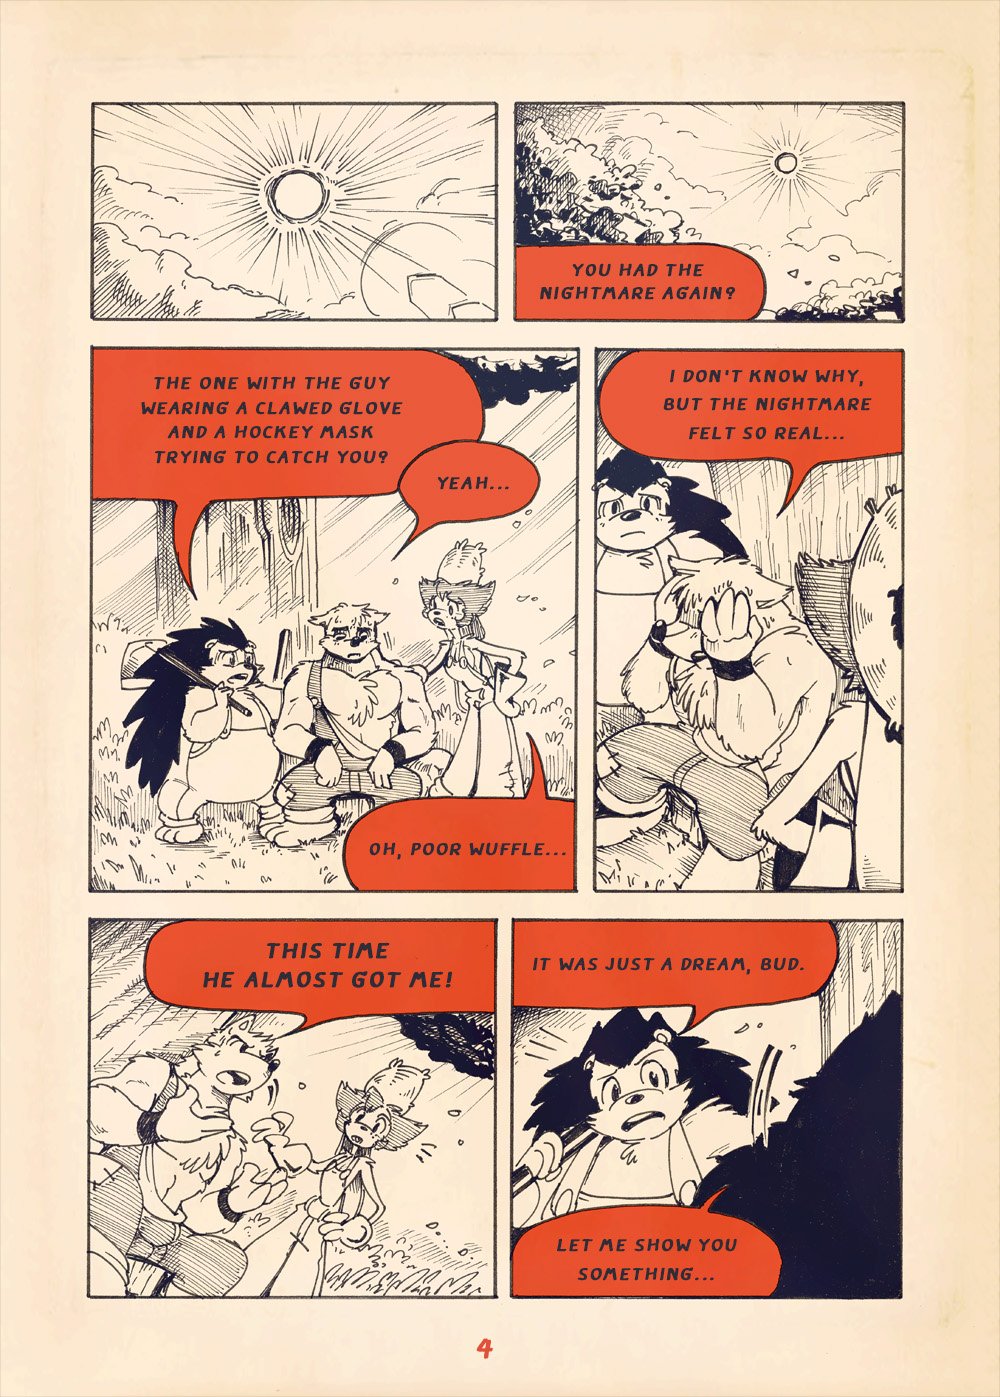 YOU HAD THE
NIGHTMARE AGAIN?
THE ONE WITH THE GUY
WEARING A CLAWED GLOVE
AND A HOCKEY MASK
TRYING TO CATCH YOU?
YEAH...
OH, POOR WUFFLE...
I DON'T KNOW WHY,
BUT THE NIGHTMARE
FELT SO REAL...
THIS TIME
HE ALMOST GOT ME!
IT WAS JUST A DREAM, BUD.
LET ME SHOW YOU
SOMETHING...
4